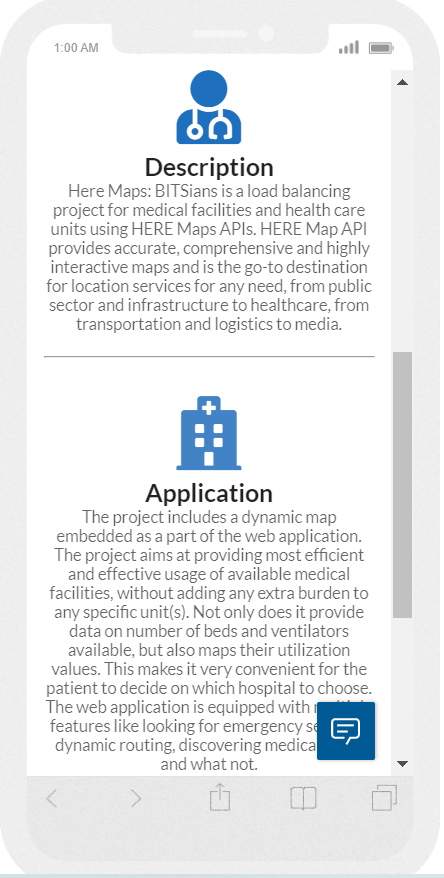 1:00 AM
Description
Here Maps: BITSians is a load balancing
project for medical facilities and health care
units using HERE Maps APIs. HERE Map API
provides accurate, comprehensive and highly
interactive maps and is the go-to destination
for location services for any need, from public
sector and infrastructure to healthcare, from
transportation and logistics to media.
Application
The project includes a dynamic map
embedded as a part of the web application.
The project aims at providing most efficient
and effective usage of available medical
facilities, without adding any extra burden to
any specific unit(s). Not only does it provide
data on number of beds and ventilators
available, but also maps their utilization
values. This makes it very convenient for the
patient to decide on which hospital to choose.
The web application is equipped with
features like looking for emergency
dynamic routing, discovering
and what not.